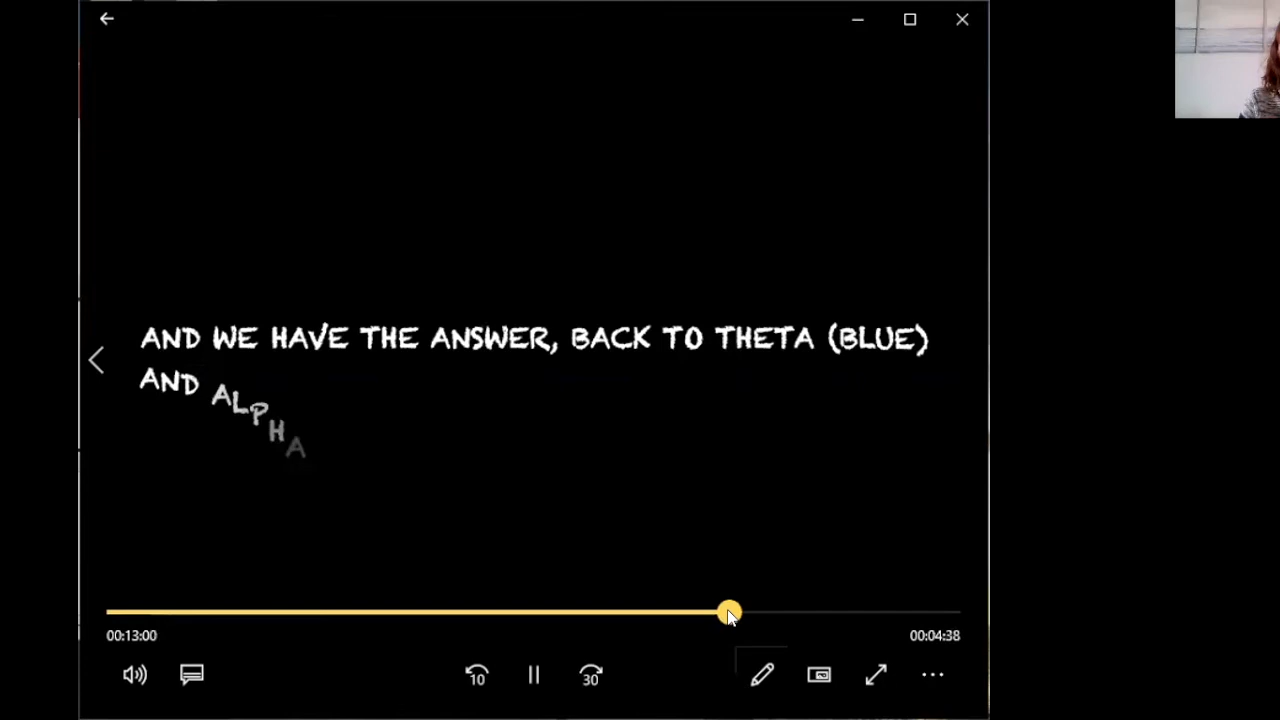 AND WE HAVE THE ANSWER, BACK TO THETA (BLUE)
AND ALPHA
00:13:00
00:04:38
10
30